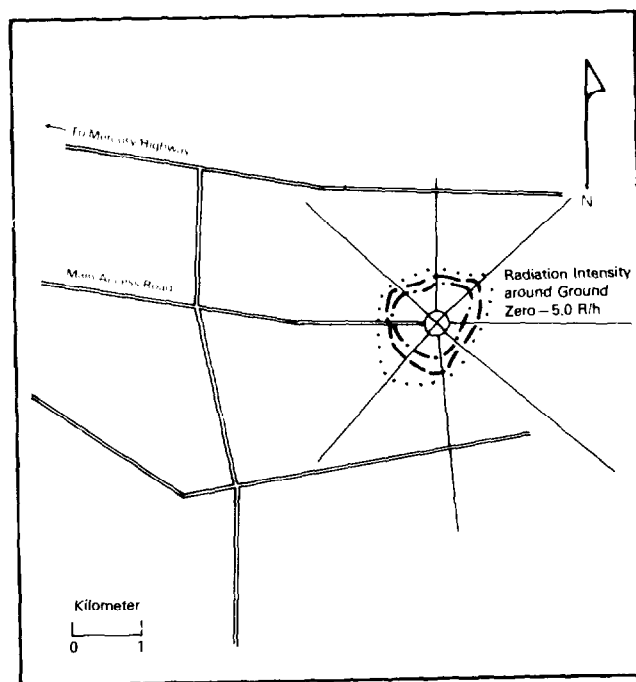 To Mercury Highway
N
Main Access Road
Radiation Intensity
around Ground
Zero – 5.0 R/h
Kilometer
0 1